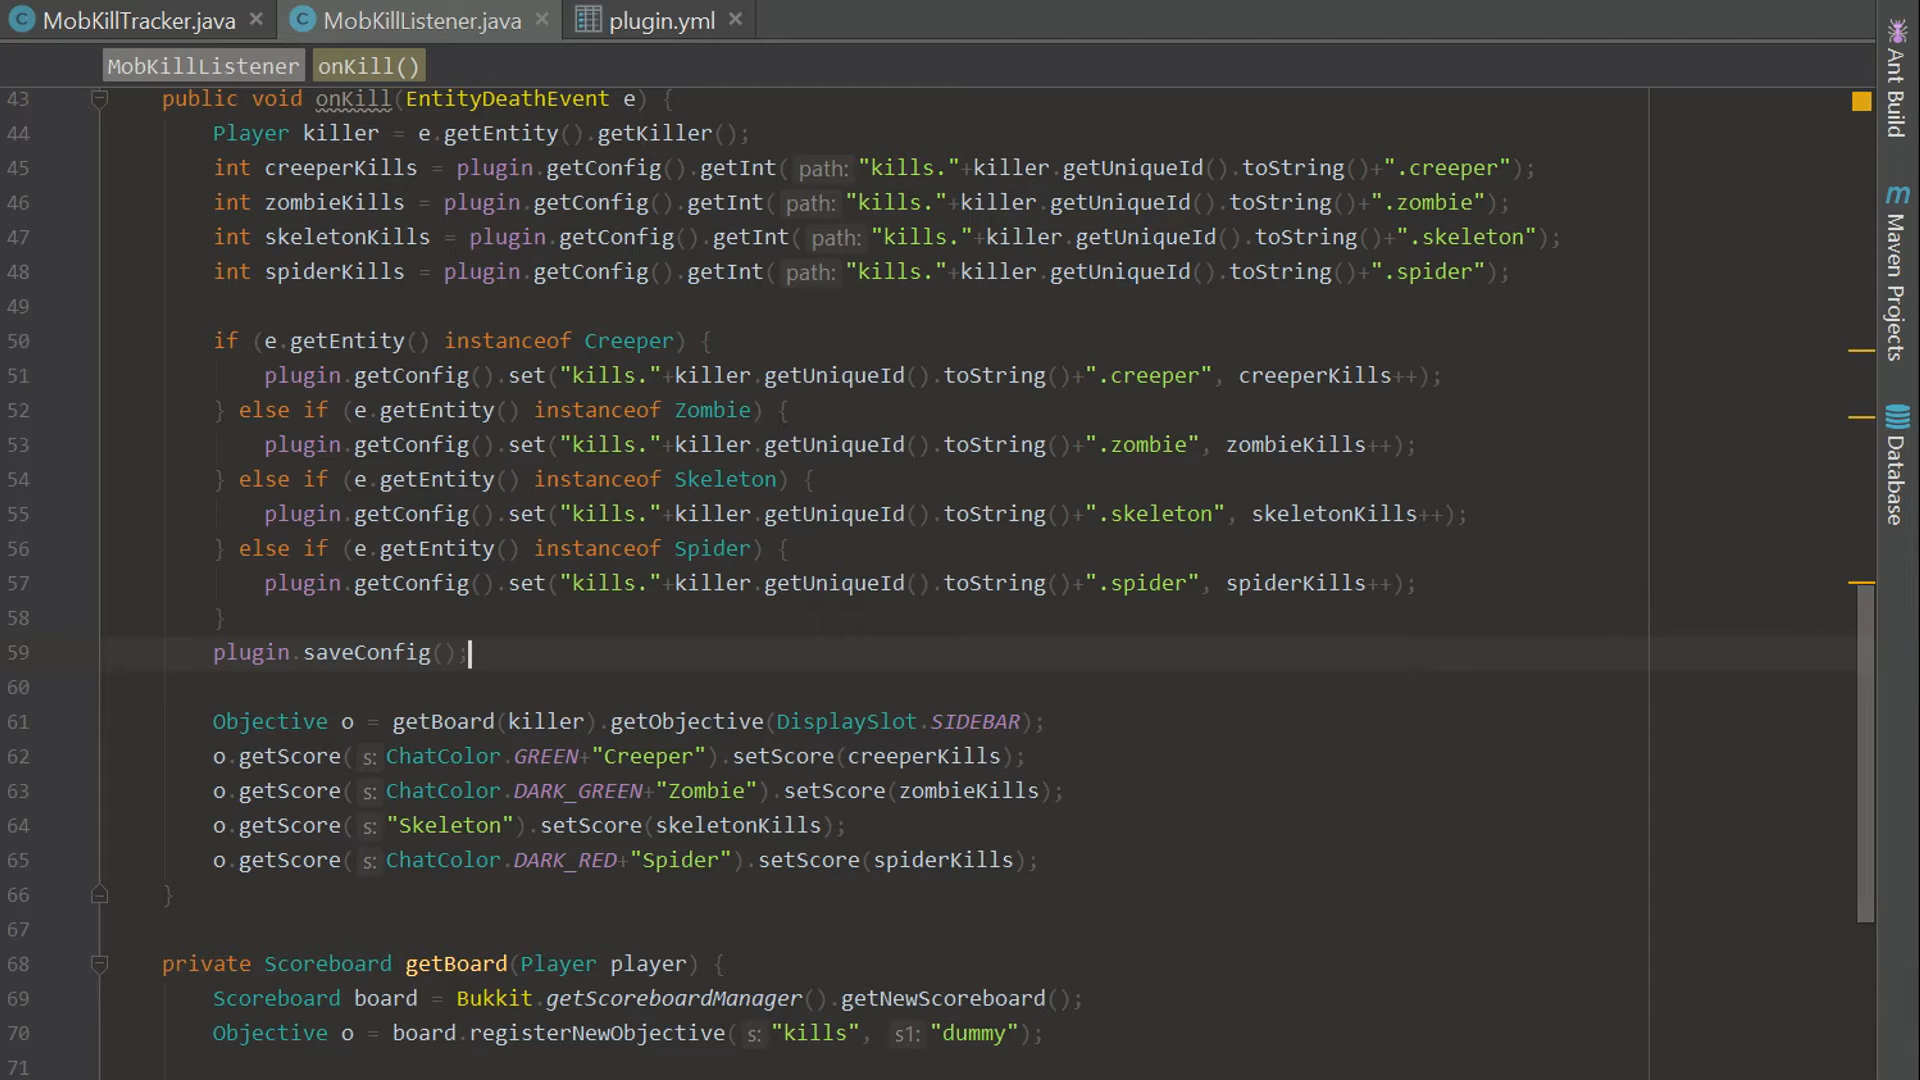 MobKillTracker.java
MobKillListener.java
plugin.yml
MobKillListener onKill()
43 public void onKill(EntityDeathEvent e) {
44 Player killer = e.getEntity().getKiller();
45 int creeperKills = plugin.getConfig().getInt( path: "kills."+killer.getUniqueId().toString()+".creeper");
46 int zombieKills = plugin.getConfig().getInt( path: "kills."+killer.getUniqueId().toString()+".zombie");
47 int skeletonKills = plugin.getConfig().getInt( path: "kills."+killer.getUniqueId().toString()+".skeleton");
48 int spiderKills = plugin.getConfig().getInt( path: "kills."+killer.getUniqueId().toString()+".spider");
49
50 if (e.getEntity() instanceof Creeper) {
51 plugin.getConfig().set("kills."+killer.getUniqueId().toString()+".creeper", creeperKills++);
52 } else if (e.getEntity() instanceof Zombie) {
53 plugin.getConfig().set("kills."+killer.getUniqueId().toString()+".zombie", zombieKills++);
54 } else if (e.getEntity() instanceof Skeleton) {
55 plugin.getConfig().set("kills."+killer.getUniqueId().toString()+".skeleton", skeletonKills++);
56 } else if (e.getEntity() instanceof Spider) {
57 plugin.getConfig().set("kills."+killer.getUniqueId().toString()+".spider", spiderKills++);
58 }
59 plugin.saveConfig();
60
61 Objective o = getBoard(killer).getObjective(DisplaySlot.SIDEBAR);
62 o.getScore( s: ChatColor.GREEN+"Creeper").setScore(creeperKills);
63 o.getScore( s: ChatColor.DARK_GREEN+"Zombie").setScore(zombieKills);
64 o.getScore( s: "Skeleton").setScore(skeletonKills);
65 o.getScore( s: ChatColor.DARK_RED+"Spider").setScore(spiderKills);
66 }
67
68 private Scoreboard getBoard(Player player) {
69 Scoreboard board = Bukkit.getScoreboardManager().getNewScoreboard();
70 Objective o = board.registerNewObjective( s: "kills", s1: "dummy");
71
Ant Build
m Maven Projects
Database